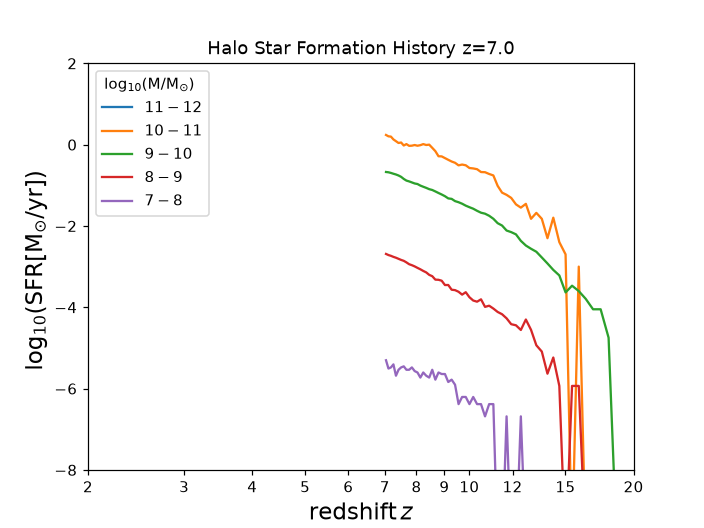 Halo Star Formation History z=7.0
log₁₀(M/M☉)
11 − 12
10 − 11
9 − 10
8 − 9
7 − 8
log₁₀(SFR[M☉/yr])
2
0
−2
−4
−6
−8
2 3 4 5 6 7 8 9 10 12 15 20
redshift z